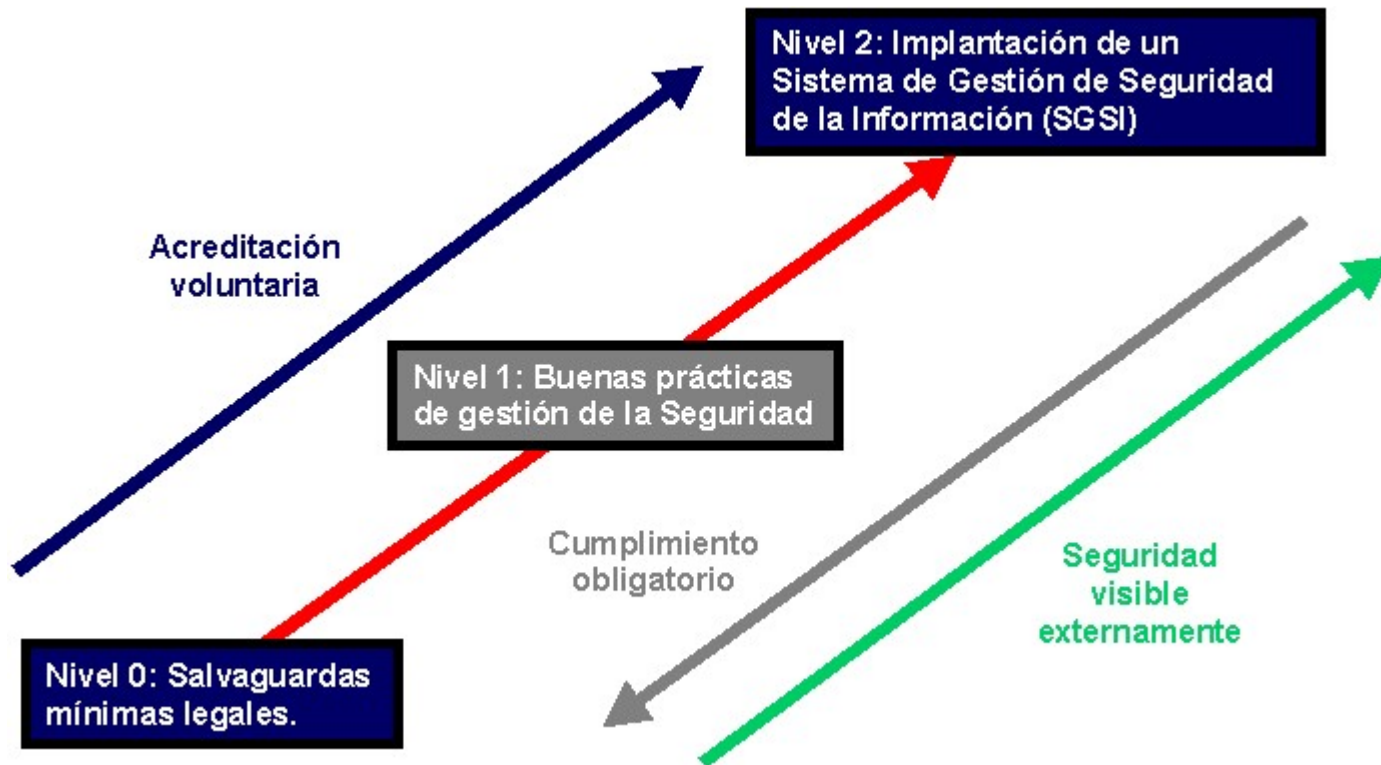 Nivel 2: Implantación de un
Sistema de Gestión de Seguridad
de la Información (SGSI)
Acreditación
voluntaria
Nivel 1: Buenas prácticas
de gestión de la Seguridad
Cumplimiento
obligatorio
Seguridad
visible
externamente
Nivel 0: Salvaguardas
mínimas legales.